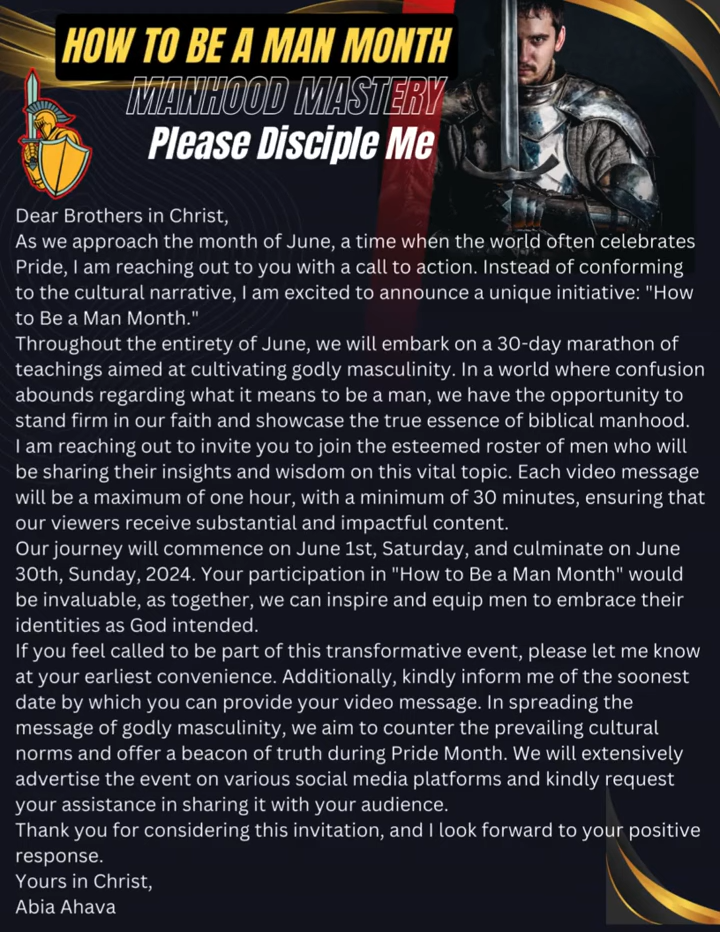 HOW TO BE A MAN MONTH
MANHOOD MASTERY
Please Disciple Me
Dear Brothers in Christ,
As we approach the month of June, a time when the world often celebrates
Pride, I am reaching out to you with a call to action. Instead of conforming
to the cultural narrative, I am excited to announce a unique initiative: "How
to Be a Man Month."
Throughout the entirety of June, we will embark on a 30-day marathon of
teachings aimed at cultivating godly masculinity. In a world where confusion
abounds regarding what it means to be a man, we have the opportunity to
stand firm in our faith and showcase the true essence of biblical manhood.
I am reaching out to invite you to join the esteemed roster of men who will
be sharing their insights and wisdom on this vital topic. Each video message
will be a maximum of one hour, with a minimum of 30 minutes, ensuring that
our viewers receive substantial and impactful content.
Our journey will commence on June 1st, Saturday, and culminate on June
30th, Sunday, 2024. Your participation in "How to Be a Man Month" would
be invaluable, as together, we can inspire and equip men to embrace their
identities as God intended.
If you feel called to be part of this transformative event, please let me know
at your earliest convenience. Additionally, kindly inform me of the soonest
date by which you can provide your video message. In spreading the
message of godly masculinity, we aim to counter the prevailing cultural
norms and offer a beacon of truth during Pride Month. We will extensively
advertise the event on various social media platforms and kindly request
your assistance in sharing it with your audience.
Thank you for considering this invitation, and I look forward to your positive
response.
Yours in Christ,
Abia Ahava